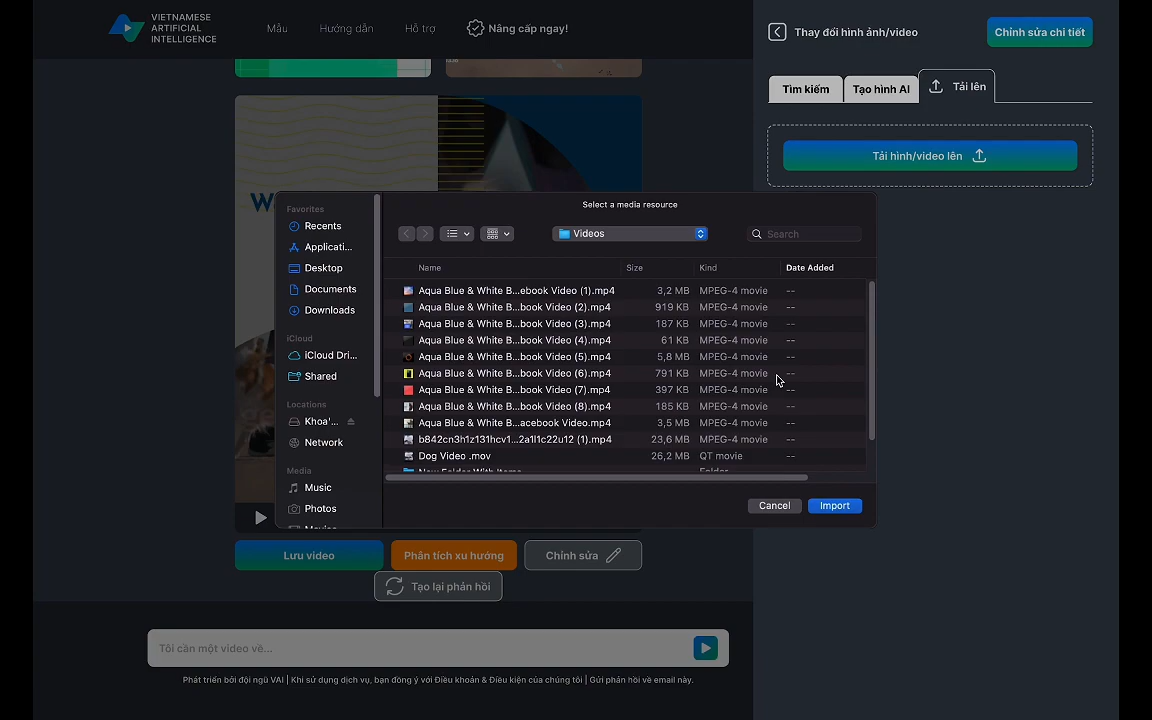 VIETNAMESE
ARTIFICIAL
INTELLIGENCE
Mẫu
Hướng dẫn
Hỗ trợ
Nâng cấp ngay!
Thay đổi hình ảnh/video
Chỉnh sửa chi tiết
Tìm kiếm
Tạo hình AI
Tải lên
Tải hình/video lên
W
Select a media resource
Favorites
Recents
Applicati...
Desktop
Documents
Downloads
iCloud
iCloud Dri...
Shared
Locations
Khoa'...
Network
Media
Music
Photos
Movies
Videos
Search
Name Size Kind Date Added
Aqua Blue & White B...ebook Video (1).mp4 3,2 MB MPEG-4 movie --
Aqua Blue & White B...book Video (2).mp4 919 KB MPEG-4 movie --
Aqua Blue & White B...book Video (3).mp4 187 KB MPEG-4 movie --
Aqua Blue & White B...book Video (4).mp4 61 KB MPEG-4 movie --
Aqua Blue & White B...book Video (5).mp4 5,8 MB MPEG-4 movie --
Aqua Blue & White B...book Video (6).mp4 791 KB MPEG-4 movie --
Aqua Blue & White B...book Video (7).mp4 397 KB MPEG-4 movie --
Aqua Blue & White B...book Video (8).mp4 185 KB MPEG-4 movie --
Aqua Blue & White B...acebook Video.mp4 3,5 MB MPEG-4 movie --
b842cn3h1z131hcv1...2a1l1c22u12 (1).mp4 23,6 MB MPEG-4 movie --
Dog Video .mov 26,2 MB QT movie --
New Folder With Items Folder
Cancel
Import
Lưu video
Phân tích xu hướng
Chỉnh sửa
Tạo lại phản hồi
Tôi cần một video về...
Phát triển bởi đội ngũ VAI | Khi sử dụng dịch vụ, bạn đồng ý với Điều khoản & Điều kiện của chúng tôi | Gửi phản hồi về email này.